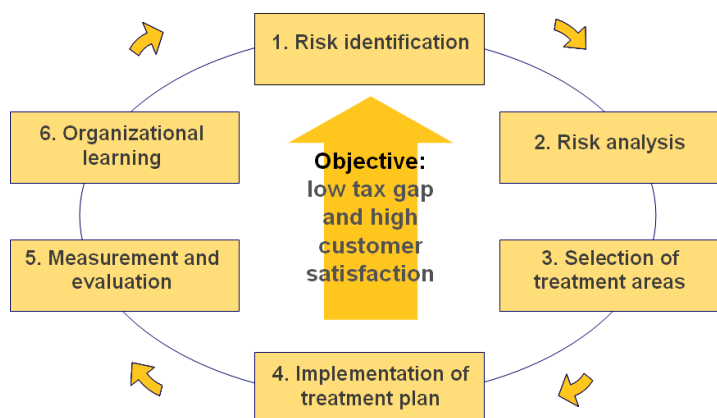 1. Risk identification
2. Risk analysis
3. Selection of
treatment areas
4. Implementation of
treatment plan
5. Measurement and
evaluation
6. Organizational
learning
Objective:
low tax gap
and high
customer
satisfaction